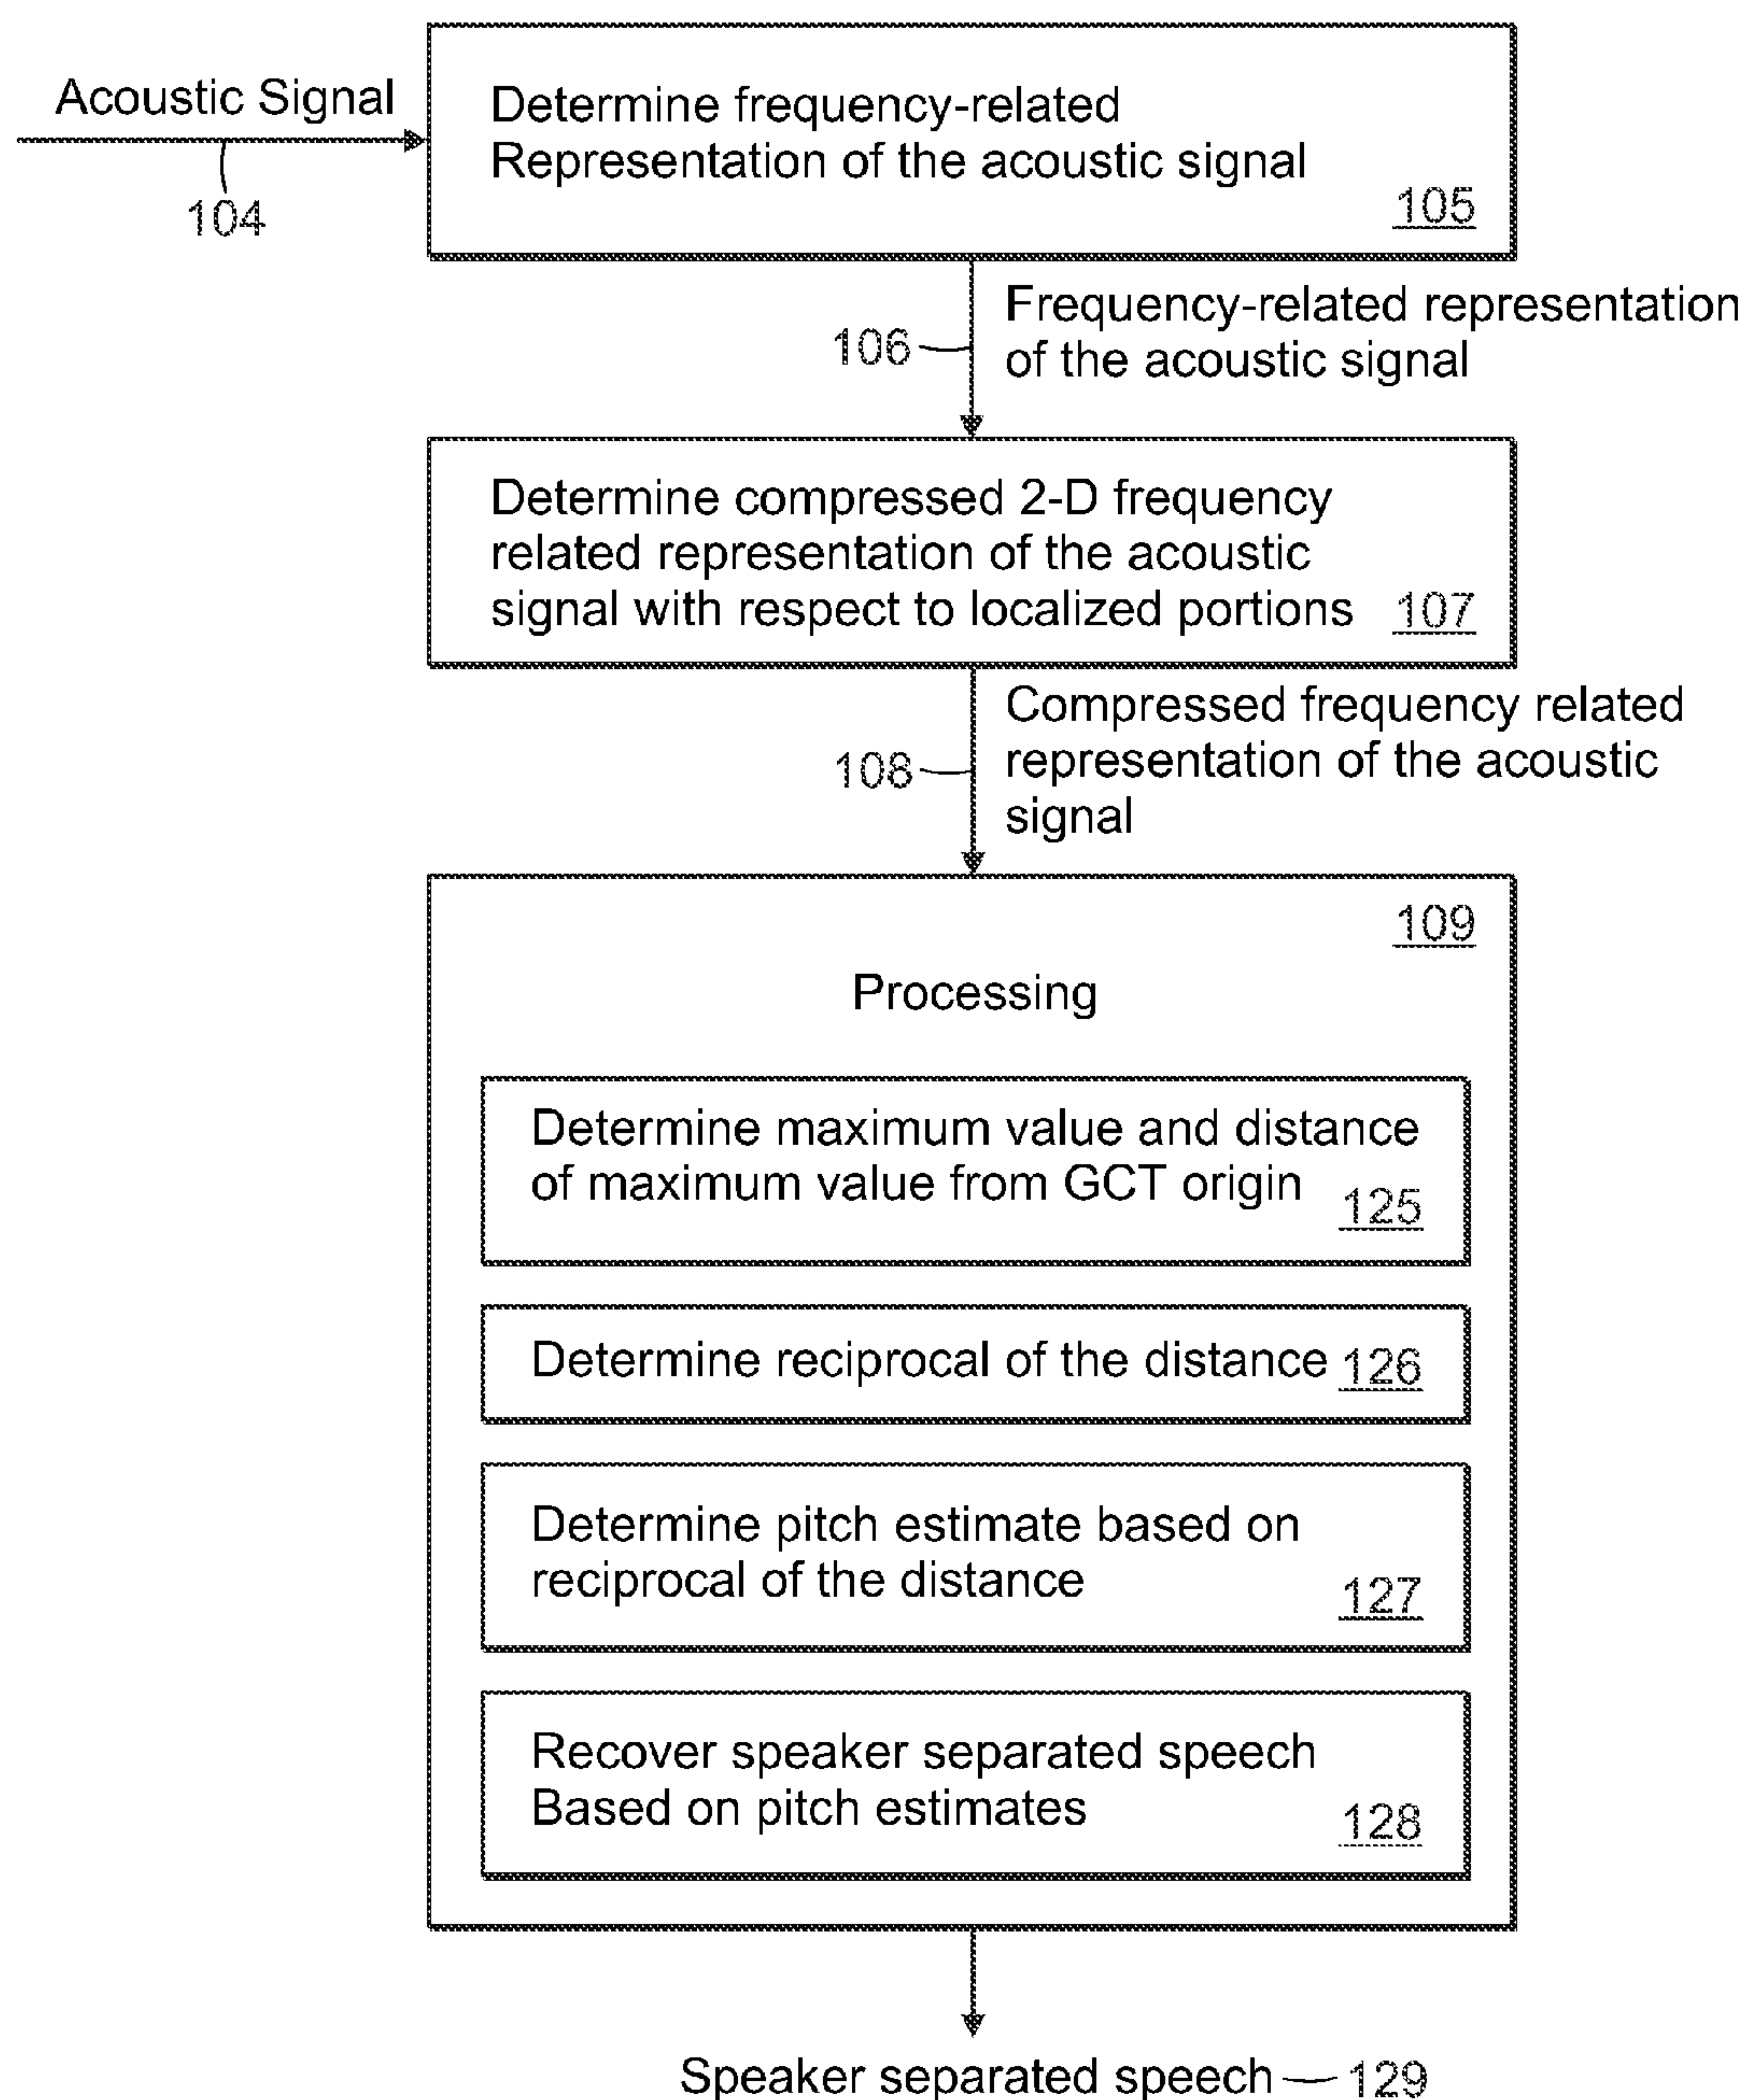 Acoustic Signal
104
Determine frequency-related
Representation of the acoustic signal
105
106
Frequency-related representation
of the acoustic signal
Determine compressed 2-D frequency
related representation of the acoustic
signal with respect to localized portions 107
Compressed frequency related
108 representation of the acoustic
signal
109
Processing
Determine maximum value and distance
of maximum value from GCT origin 125
Determine reciprocal of the distance 126
Determine pitch estimate based on
reciprocal of the distance 127
Recover speaker separated speech
Based on pitch estimates 128
Speaker separated speech 129